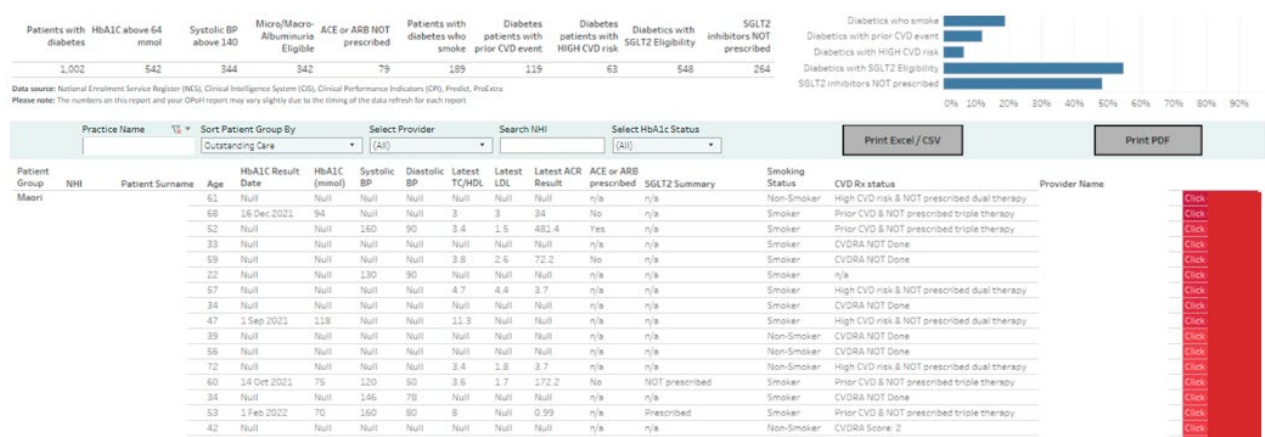 Patients with diabetes HbA1C above 64 mmol Systolic BP above 140 Micro/Macro-Albuminuria Eligible ACE or ARB NOT prescribed Patients with diabetes who smoke Diabetes patients with prior CVD event Diabetes patients with HIGH CVD risk Diabetes with SGLT2 Eligibility SGLT2 inhibitors NOT prescribed
1,002 542 344 342 79 189 119 63 548 264
Data source: National Enrolment Service Register (NES), Clinical Intelligence System (CIS), Clinical Performance Indicators (CPI), Predict, ProExtra
Please note: The numbers on this report and your OPoH report may vary slightly due to the timing of the data refresh for each report
Diabetics who smoke
Diabetics with prior CVD event
Diabetics with HIGH CVD risk
Diabetics with SGLT2 Eligibility
SGLT2 inhibitors NOT prescribed
0% 10% 20% 30% 40% 50% 60% 70% 80% 90%
Practice Name Sort Patient Group By Select Provider Search NHI Select HbA1c Status
Outstanding Care (All) (All)
Print Excel / CSV Print PDF
Patient Group NHI Patient Surname Age HbA1C Result Date HbA1C (mmol) Systolic BP Diastolic BP Latest TC/HDL Latest LDL Latest ACR Result ACE or ARB prescribed SGLT2 Summary Smoking Status CVD Rx status Provider Name
Maori 61 Null Null Null Null Null Null Null n/a n/a Non-Smoker High CVD risk & NOT prescribed dual therapy Click
68 16 Dec 2021 94 Null Null 3 3 34 No n/a Smoker Prior CVD & NOT prescribed triple therapy Click
52 Null Null 160 90 3.4 1.5 481.4 Yes n/a Smoker Prior CVD & NOT prescribed triple therapy Click
33 Null Null Null Null Null Null Null n/a n/a Smoker CVDRA NOT Done Click
59 Null Null Null Null 3.8 2.6 72.2 n/a n/a Smoker CVDRA NOT Done Click
22 Null Null 130 90 Null Null Null n/a n/a Smoker n/a Click
57 Null Null Null Null 4.7 4.4 3.7 n/a n/a Smoker High CVD risk & NOT prescribed dual therapy Click
34 Null Null Null Null Null Null Null n/a n/a Smoker CVDRA NOT Done Click
47 1 Sep 2021 118 Null Null 11.3 Null Null n/a n/a Smoker High CVD risk & NOT prescribed dual therapy Click
39 Null Null Null Null Null Null Null n/a n/a Non-Smoker CVDRA NOT Done Click
56 Null Null Null Null Null Null Null n/a n/a Non-Smoker CVDRA NOT Done Click
72 Null Null Null Null 3.4 1.8 3.7 n/a n/a Non-Smoker High CVD risk & NOT prescribed dual therapy Click
60 14 Oct 2021 75 120 50 3.6 1.7 172.2 No NOT prescribed Smoker Prior CVD & NOT prescribed triple therapy Click
34 Null Null 146 78 Null Null Null n/a n/a Smoker CVDRA NOT Done Click
53 1 Feb 2022 70 160 80 8 Null 0.99 n/a Prescribed Smoker Prior CVD & NOT prescribed triple therapy Click
42 Null Null Null Null Null Null Null n/a n/a Non-Smoker CVDRA Score: 2 Click